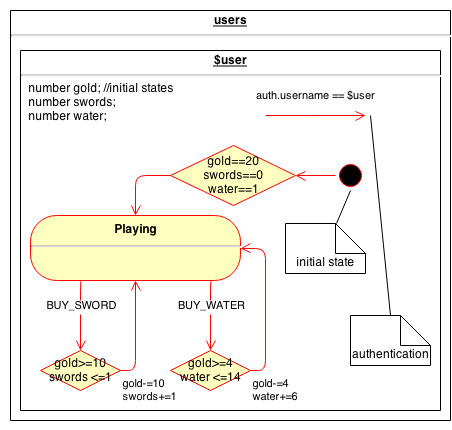 users
$user
number gold; //initial states
number swords;
number water;
auth.username == $user
gold==20
swords==0
water==1
Playing
initial state
BUY_SWORD
BUY_WATER
authentication
gold>=10
swords <=1
gold-=10
swords+=1
gold>=4
water <=14
gold-=4
water+=6